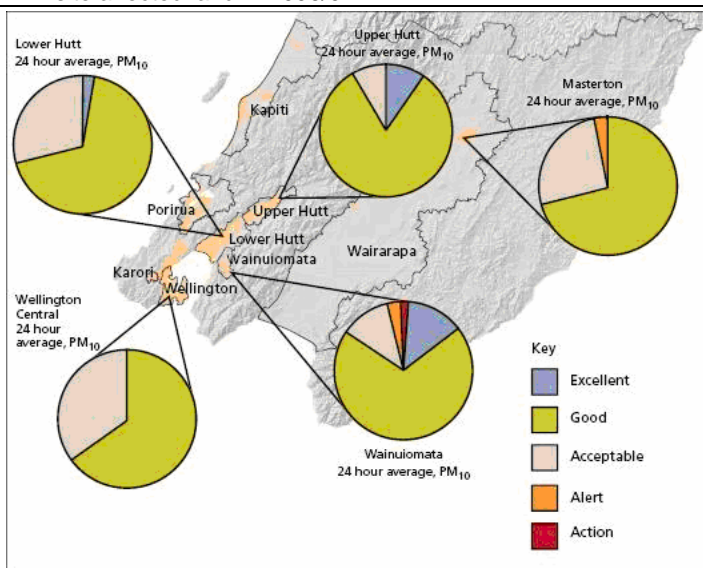 Lower Hutt
24 hour average, PM10
Upper Hutt
24 hour average, PM10
Masterton
24 hour average, PM10
Kapiti
Porirua
Upper Hutt
Lower Hutt
Wainuiomata
Wairarapa
Karori
Wellington
Wellington
Central
24 hour
average, PM10
Wainuiomata
24 hour average, PM10
Key
Excellent
Good
Acceptable
Alert
Action